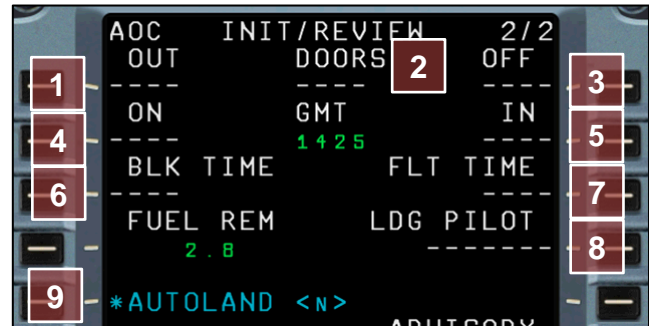 AOC INIT/REVIEW 2/2
OUT DOORS 2 OFF
1 ---- ---- ---- 3
ON GMT IN
4 ---- 1425 ---- 5
BLK TIME FLT TIME
6 ---- ---- 7
FUEL REM LDG PILOT
2.8 ------- 8
9 *AUTOLAND <N>
ADVISORY